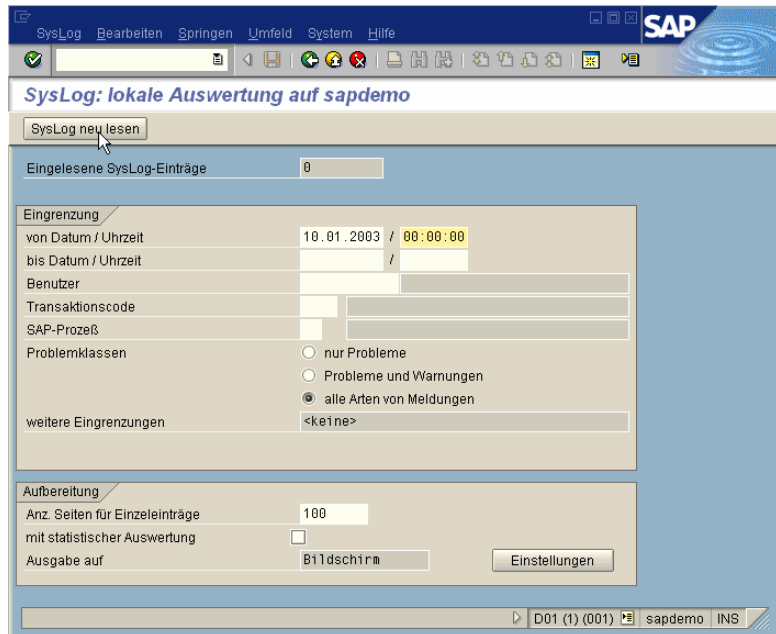 SysLog Bearbeiten Springen Umfeld System Hilfe
SAP
SysLog: lokale Auswertung auf sapdemo
SysLog neu lesen
Eingelesene SysLog-Einträge 0
Eingrenzung
von Datum / Uhrzeit 10.01.2003 / 00:00:00
bis Datum / Uhrzeit /
Benutzer
Transaktionscode
SAP-Prozeß
Problemklassen nur Probleme
Probleme und Warnungen
alle Arten von Meldungen
weitere Eingrenzungen <keine>
Aufbereitung
Anz. Seiten für Einzeleinträge 100
mit statistischer Auswertung
Ausgabe auf Bildschirm Einstellungen
D01 (1) (001) sapdemo INS